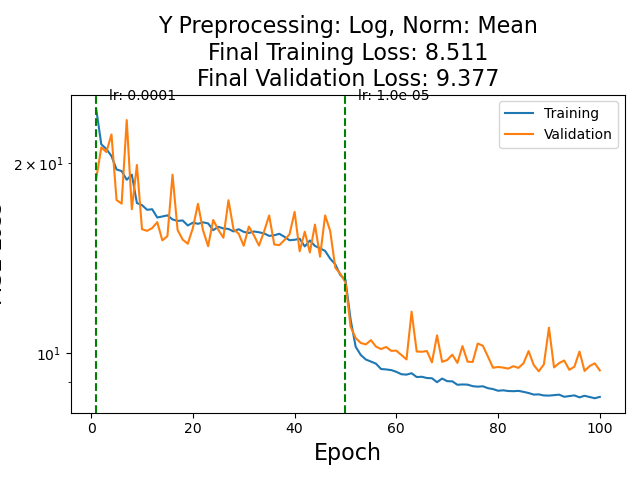 Y Preprocessing: Log, Norm: Mean
Final Training Loss: 8.511
Final Validation Loss: 9.377
lr: 0.0001
lr: 1.0e-05
Training
Validation
2 × 10¹
10¹
0
20
40
60
80
100
Epoch